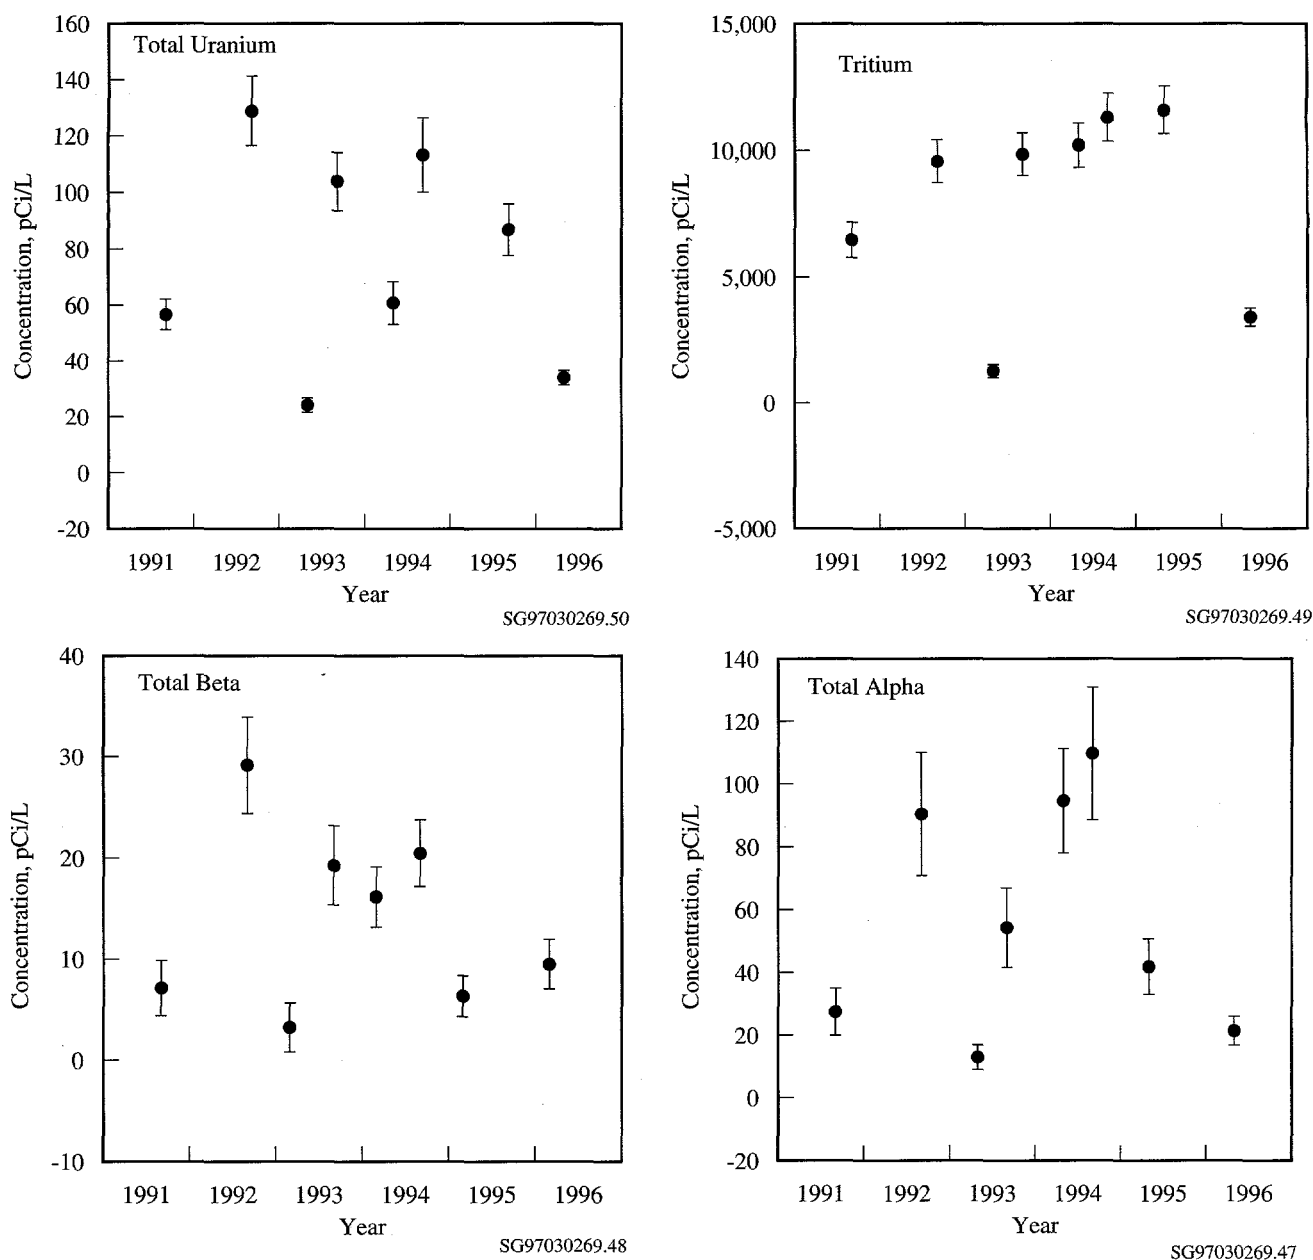 Total Uranium
160
140
120
100
80
60
40
20
0
-20
Concentration, pCi/L
1991 1992 1993 1994 1995 1996
Year
SG97030269.50
Tritium
15,000
10,000
5,000
0
-5,000
Concentration, pCi/L
1991 1992 1993 1994 1995 1996
Year
SG97030269.49
Total Beta
40
30
20
10
0
-10
Concentration, pCi/L
1991 1992 1993 1994 1995 1996
Year
SG97030269.48
Total Alpha
140
120
100
80
60
40
20
0
-20
Concentration, pCi/L
1991 1992 1993 1994 1995 1996
Year
SG97030269.47